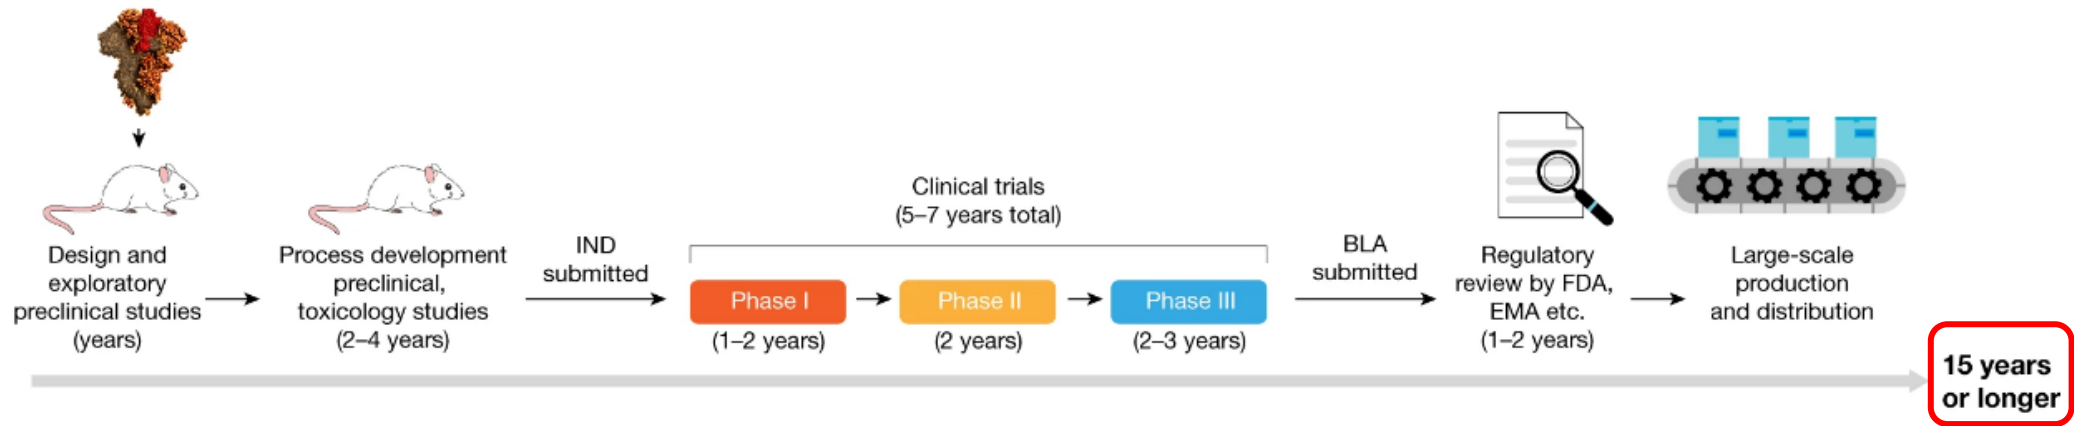 Design and
exploratory
preclinical studies
(years)
Process development
preclinical,
toxicology studies
(2–4 years)
IND
submitted
Clinical trials
(5–7 years total)
Phase I
(1–2 years)
Phase II
(2 years)
Phase III
(2–3 years)
BLA
submitted
Regulatory
review by FDA,
EMA etc.
(1–2 years)
Large-scale
production
and distribution
15 years
or longer